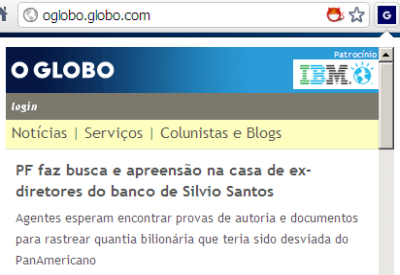 oglobo.globo.com
G
Patrocínio
O GLOBO
IBM.
login
Notícias | Serviços | Colunistas e Blogs
PF faz busca e apreensão na casa de ex-
diretores do banco de Silvio Santos
Agentes esperam encontrar provas de autoria e documentos
para rastrear quantia bilionária que teria sido desviada do
PanAmericano